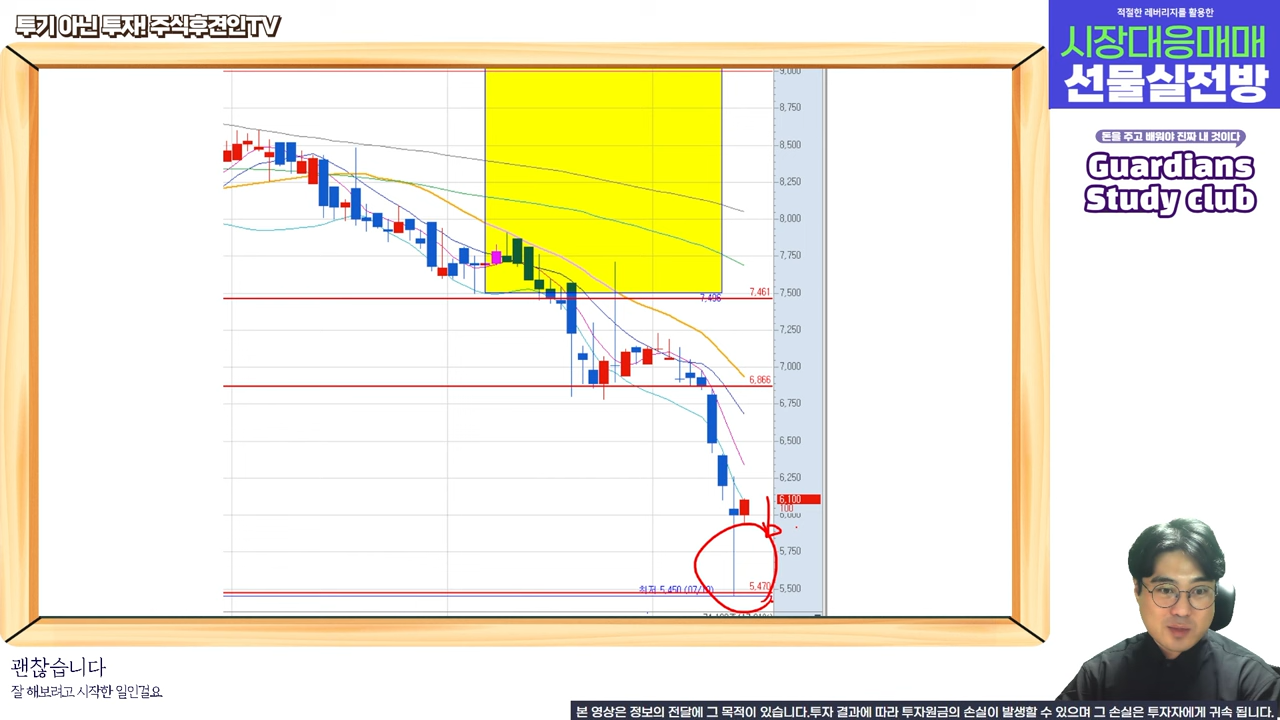 투기 아닌 투자! 주식후견인TV
적절한 레버리지를 활용한
시장대응매매
선물실전방
돈을 주고 배워야 진짜 내 것이다
Guardians
Study club
9,000
8,750
8,500
8,250
8,000
7,750
7,500
7,461
7,406
7,250
7,000
6,866
6,750
6,500
6,250
6,100
100
6,000
5,750
5,470
5,500
최저 5,450
괜찮습니다
잘 해보려고 시작한 일인걸요
본 영상은 정보의 전달에 그 목적이 있습니다.투자 결과에 따라 투자원금의 손실이 발생할 수 있으며 그 손실은 투자자에게 귀속 됩니다.